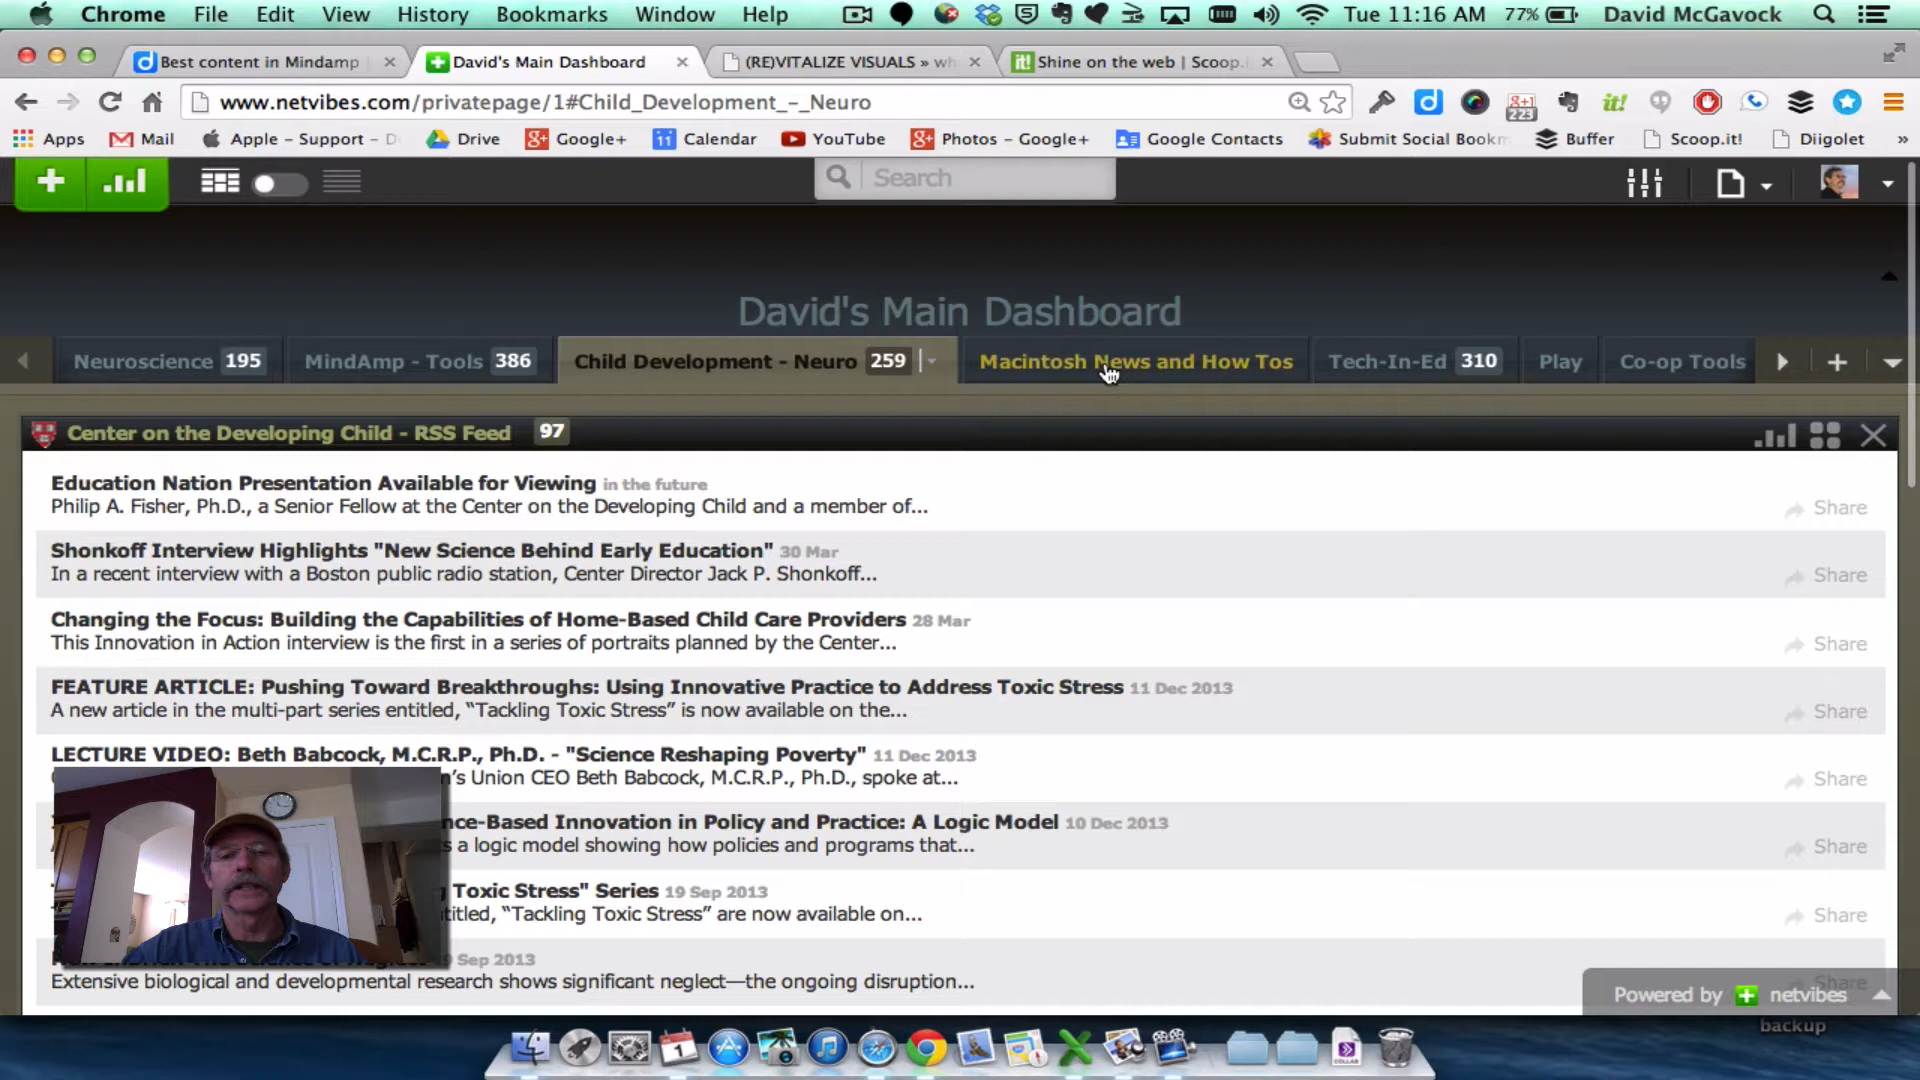 Chrome File Edit View History Bookmarks Window Help Tue 11:16 AM 77% David McGavock
Best content in Mindamp David's Main Dashboard (RE)VITALIZE VISUALS » wh Shine on the web | Scoop.
www.netvibes.com/privatepage/1#Child_Development_-_Neuro
Apps Mail Apple - Support - D Drive Google+ Calendar YouTube Photos - Google+ Google Contacts Submit Social Bookm Buffer Scoop.it! Diigolet »
Search
David's Main Dashboard
Neuroscience 195 MindAmp - Tools 386 Child Development - Neuro 259 Macintosh News and How Tos Tech-In-Ed 310 Play Co-op Tools
Center on the Developing Child - RSS Feed 97
Education Nation Presentation Available for Viewing in the future
Philip A. Fisher, Ph.D., a Senior Fellow at the Center on the Developing Child and a member of... Share
Shonkoff Interview Highlights "New Science Behind Early Education" 30 Mar
In a recent interview with a Boston public radio station, Center Director Jack P. Shonkoff... Share
Changing the Focus: Building the Capabilities of Home-Based Child Care Providers 28 Mar
This Innovation in Action interview is the first in a series of portraits planned by the Center... Share
FEATURE ARTICLE: Pushing Toward Breakthroughs: Using Innovative Practice to Address Toxic Stress 11 Dec 2013
A new article in the multi-part series entitled, “Tackling Toxic Stress” is now available on the... Share
LECTURE VIDEO: Beth Babcock, M.C.R.P., Ph.D. - "Science Reshaping Poverty" 11 Dec 2013
n's Union CEO Beth Babcock, M.C.R.P., Ph.D., spoke at... Share
nce-Based Innovation in Policy and Practice: A Logic Model 10 Dec 2013
s a logic model showing how policies and programs that... Share
Toxic Stress" Series 19 Sep 2013
titled, “Tackling Toxic Stress” are now available on... Share
Sep 2013
Extensive biological and developmental research shows significant neglect—the ongoing disruption... Share
Powered by netvibes
backup